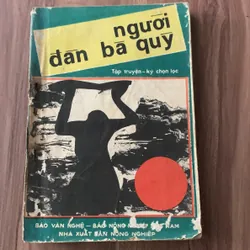 người
đàn bà quỳ
Tập truyện - ký chọn lọc
BÁO VĂN NGHỆ - BÁO NÔNG NGHIỆP VIỆT NAM
NHÀ XUẤT BẢN NÔNG NGHIỆP